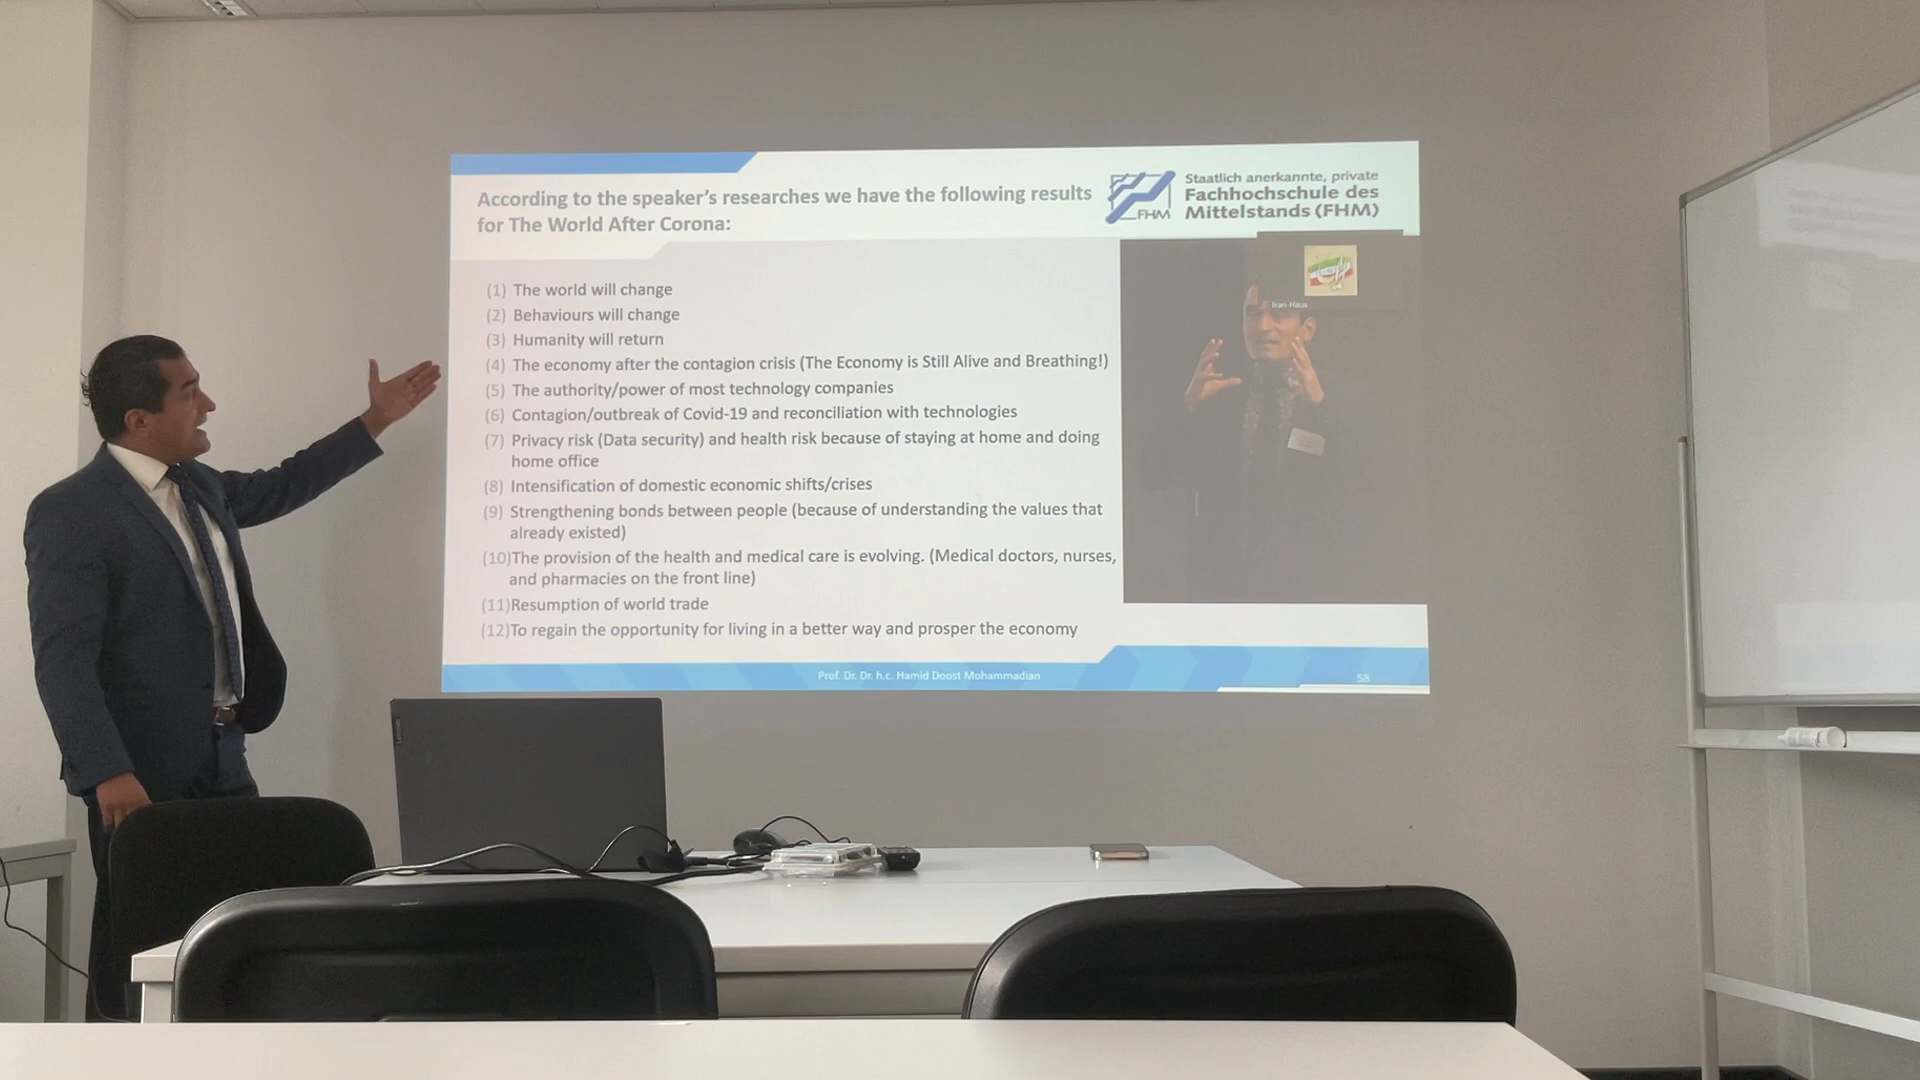 According to the speaker's researches we have the following results
for The World After Corona:
FHM
Staatlich anerkannte, private
Fachhochschule des
Mittelstands (FHM)
Iran-Haus
(1) The world will change
(2) Behaviours will change
(3) Humanity will return
(4) The economy after the contagion crisis (The Economy is Still Alive and Breathing!)
(5) The authority/power of most technology companies
(6) Contagion/outbreak of Covid-19 and reconciliation with technologies
(7) Privacy risk (Data security) and health risk because of staying at home and doing
home office
(8) Intensification of domestic economic shifts/crises
(9) Strengthening bonds between people (because of understanding the values that
already existed)
(10)The provision of the health and medical care is evolving. (Medical doctors, nurses,
and pharmacies on the front line)
(11)Resumption of world trade
(12)To regain the opportunity for living in a better way and prosper the economy
Prof. Dr. Dr. h.c. Hamid Doost Mohammadian
58